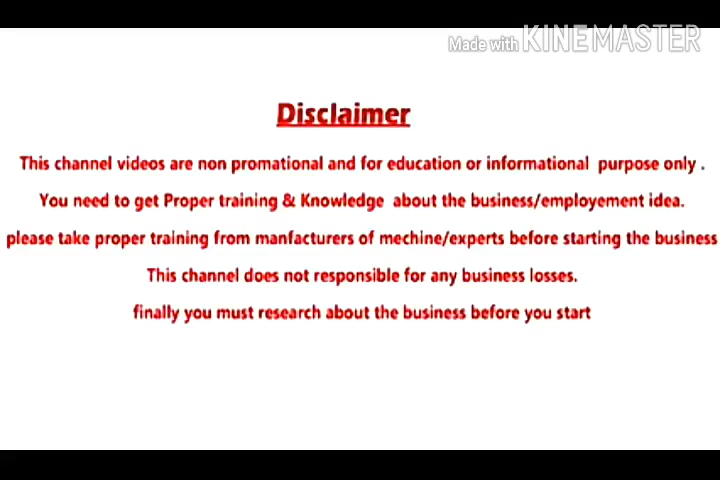 Made with KINEMASTER
Disclaimer
This channel videos are non promational and for education or informational purpose only .
You need to get Proper training & Knowledge about the business/employement idea.
please take proper training from manfacturers of mechine/experts before starting the business
This channel does not responsible for any business losses.
finally you must research about the business before you start